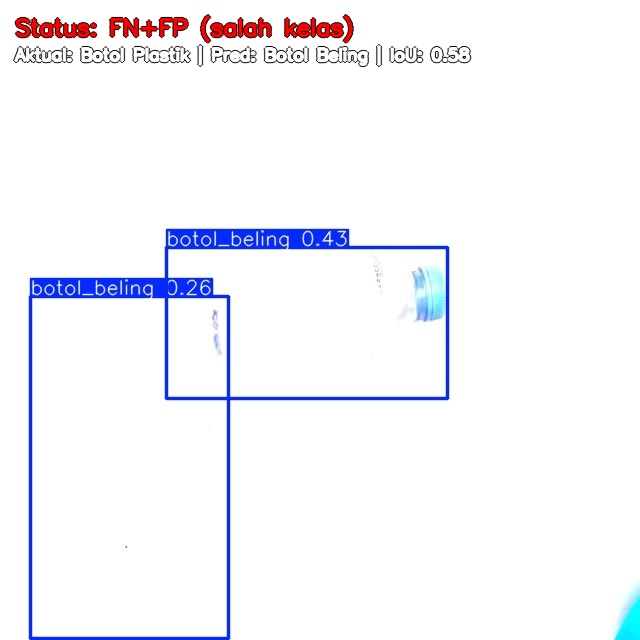 Status: FN+FP (salah kelas)
Aktual: Botol Plastik | Pred: Botol Beling | IoU: 0.58
botol_beling 0.43
botol_beling 0.26